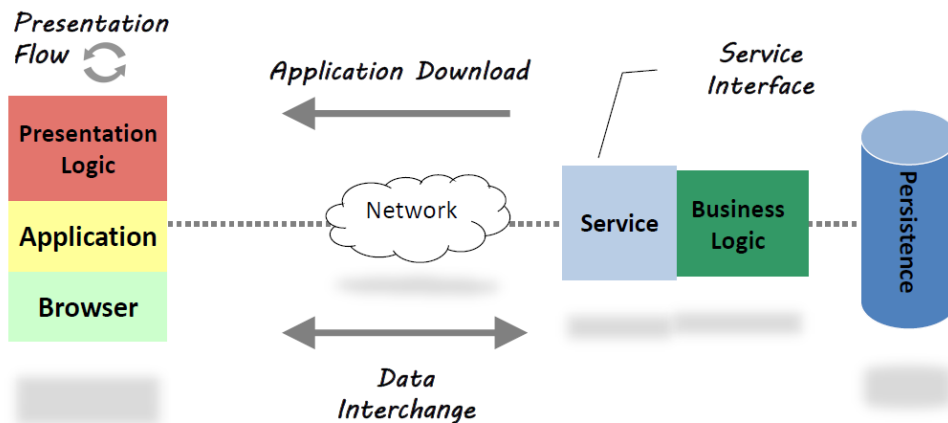 Presentation
Flow
Application Download
Service
Interface
Presentation
Logic
Application
Browser
Network
Service
Business
Logic
Persistence
Data
Interchange